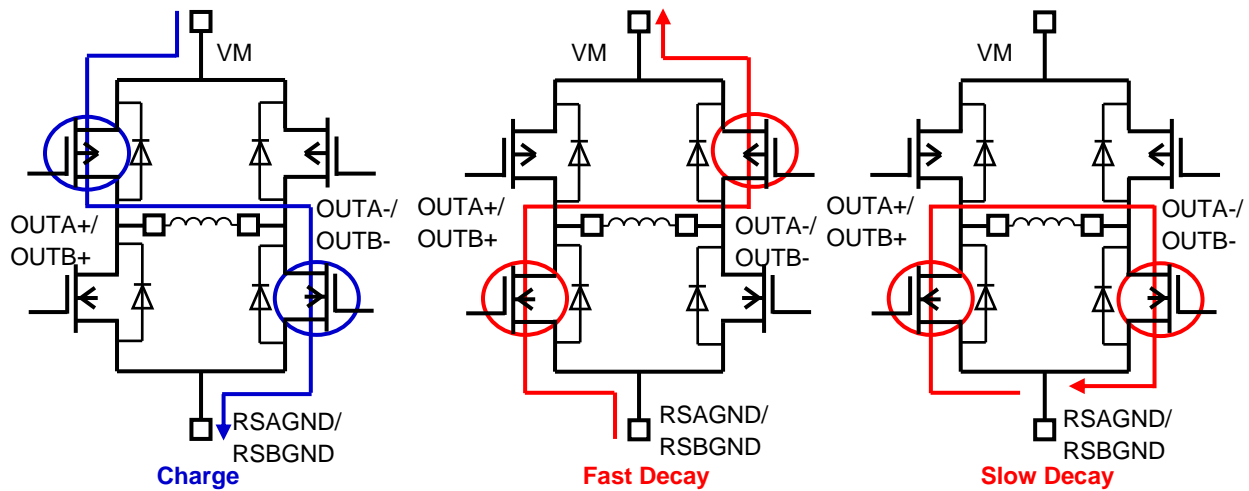 VM
OUTA+/
OUTB+
OUTA-/
OUTB-
RSAGND/
RSBGND
Charge
VM
OUTA+/
OUTB+
OUTA-/
OUTB-
RSAGND/
RSBGND
Fast Decay
VM
OUTA+/
OUTB+
OUTA-/
OUTB-
RSAGND/
RSBGND
Slow Decay